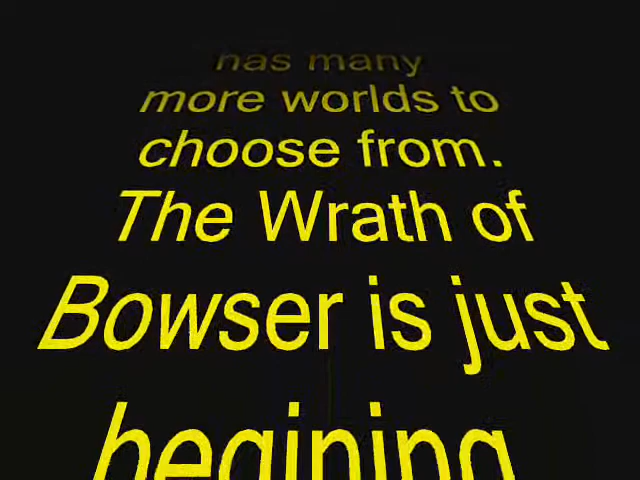 has many
more worlds to
choose from.
The Wrath of
Bowser is just
begining